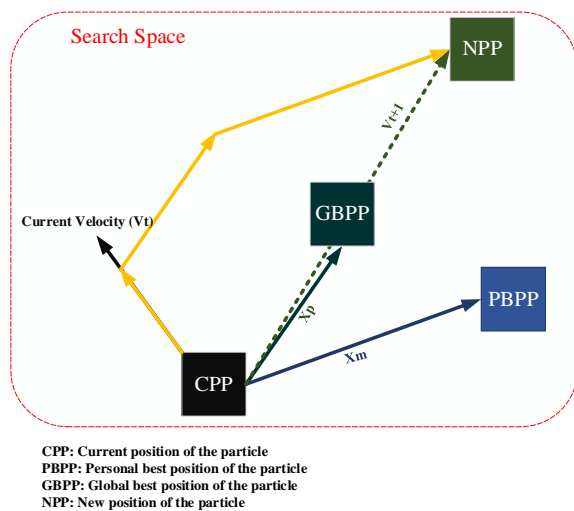 Search Space
NPP
Vt+1
GBPP
Current Velocity (Vt)
PBPP
Xp
Xm
CPP
CPP: Current position of the particle
PBPP: Personal best position of the particle
GBPP: Global best position of the particle
NPP: New position of the particle